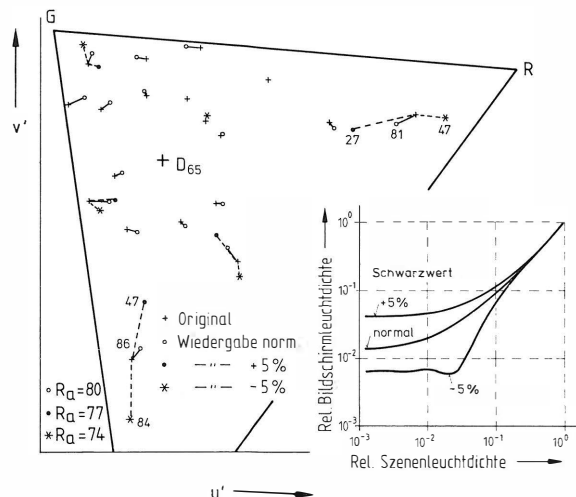 G
R
v'
D65
27
81
47
47
86
84
+ Original
o Wiedergabe norm.
• —"— +5%
* —"— -5%
o Ra=80
• Ra=77
* Ra=74
u'
Rel. Bildschirmleuchtdichte
10^0
10^-1
10^-2
10^-3
Schwarzwert
+5%
normal
-5%
10^-3
10^-2
10^-1
10^0
Rel. Szenenleuchtdichte